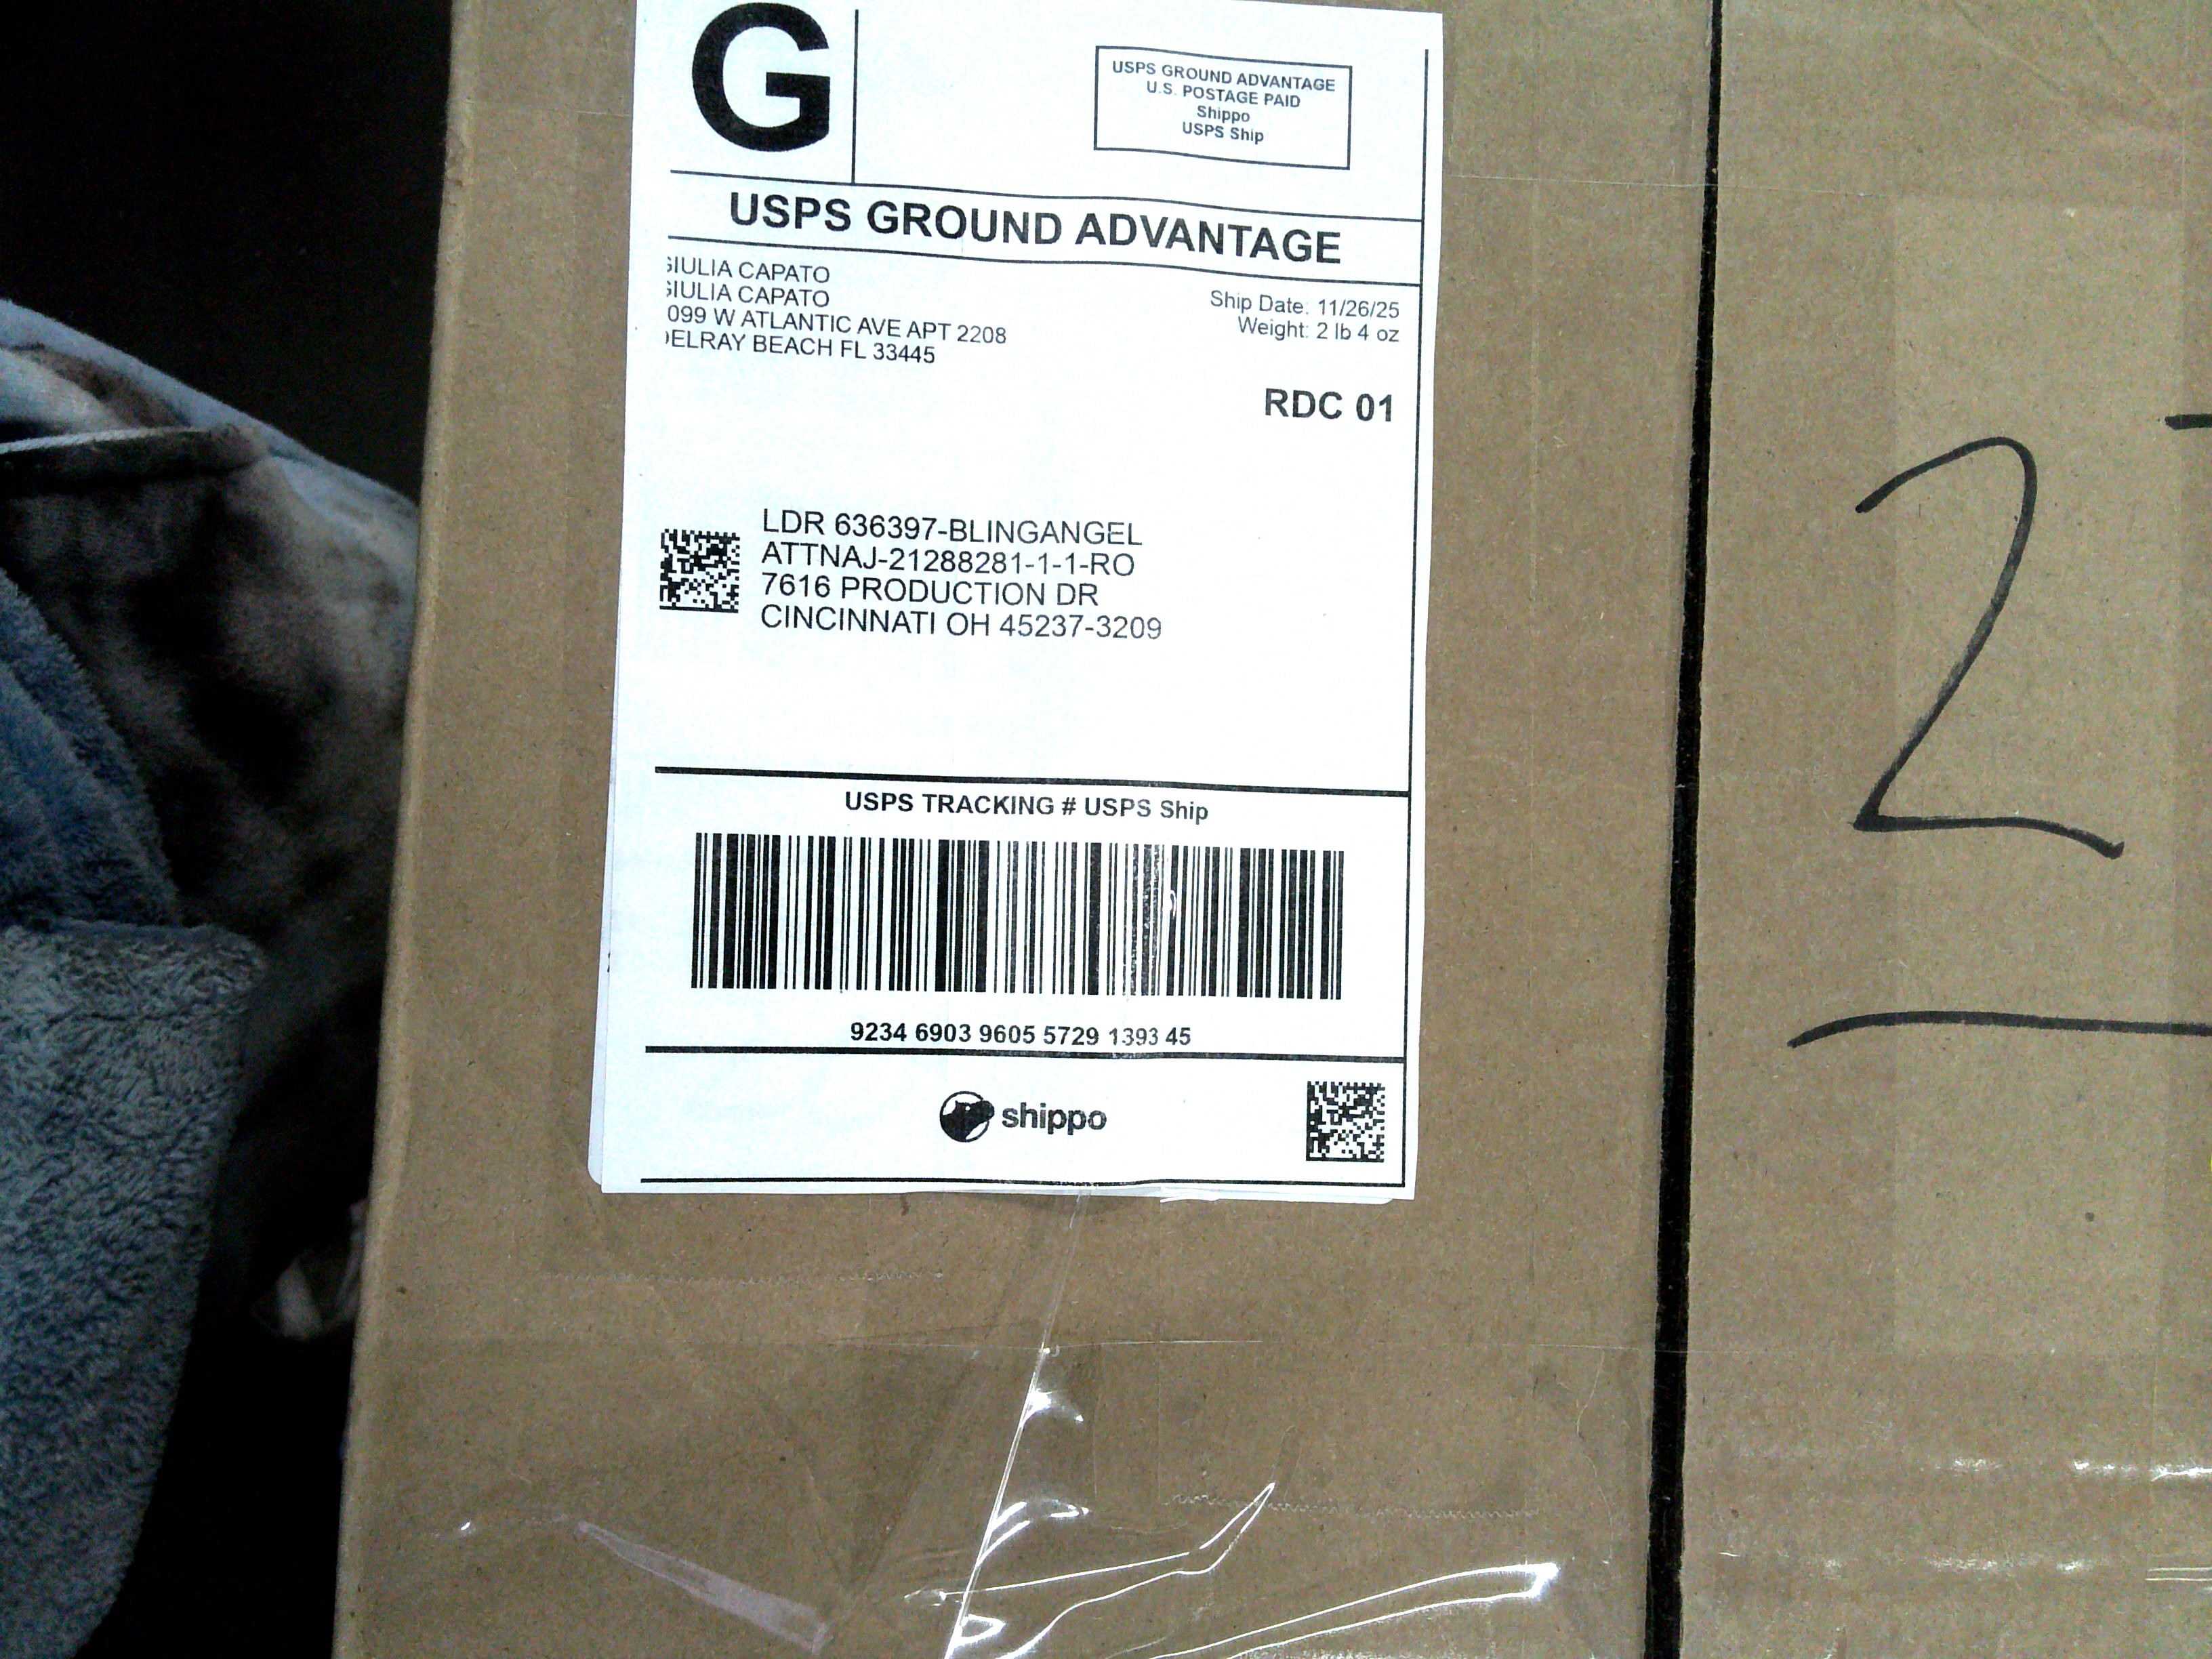 G
USPS GROUND ADVANTAGE
U.S. POSTAGE PAID
Shippo
USPS Ship
USPS GROUND ADVANTAGE
GIULIA CAPATO
GIULIA CAPATO
099 W ATLANTIC AVE APT 2208
DELRAY BEACH FL 33445
Ship Date: 11/26/25
Weight: 2 lb 4 oz
RDC 01
LDR 636397-BLINGANGEL
ATTNAJ-21288281-1-1-RO
7616 PRODUCTION DR
CINCINNATI OH 45237-3209
USPS TRACKING # USPS Ship
9234 6903 9605 5729 1393 45
shippo
2